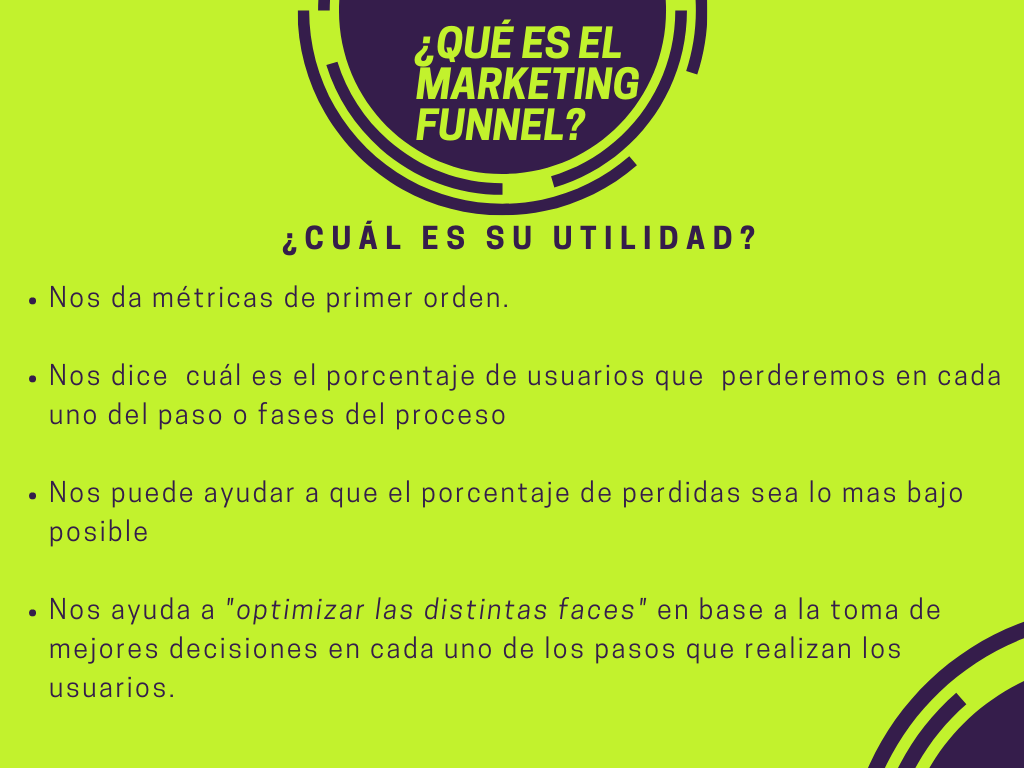 ¿QUÉ ES EL
MARKETING
FUNNEL?
¿CUÁL ES SU UTILIDAD?
• Nos da métricas de primer orden.
• Nos dice  cuál es el porcentaje de usuarios que  perderemos en cada
uno del paso o fases del proceso
• Nos puede ayudar a que el porcentaje de perdidas sea lo mas bajo
posible
• Nos ayuda a "optimizar las distintas faces" en base a la toma de
mejores decisiones en cada uno de los pasos que realizan los
usuarios.